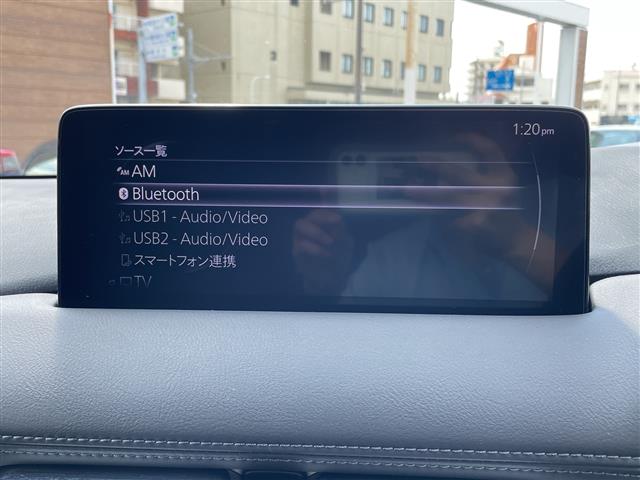 1:20pm
ソース一覧
AM
Bluetooth
USB1 - Audio/Video
USB2 - Audio/Video
スマートフォン連携
TV